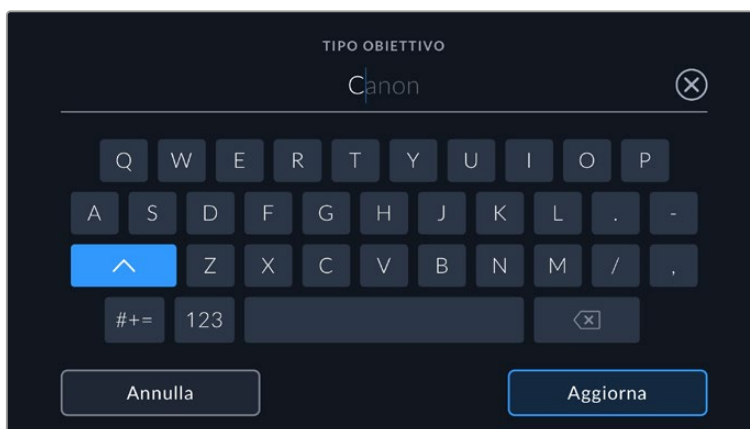 TIPO OBIETTIVO
Canon
Q W E R T Y U I O P
A S D F G H J K L . -
Z X C V B N M / ,
#+= 123
Annulla Aggiorna